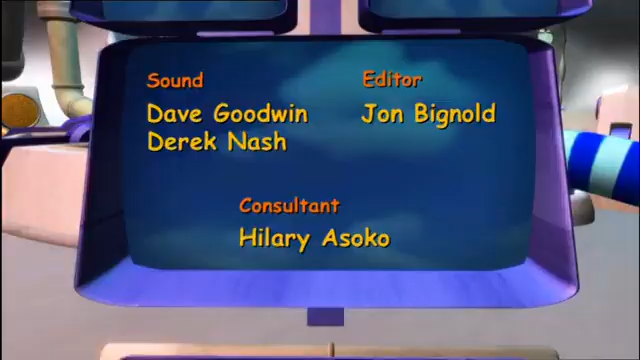 Sound
Dave Goodwin
Derek Nash
Editor
Jon Bignold
Consultant
Hilary Asoko